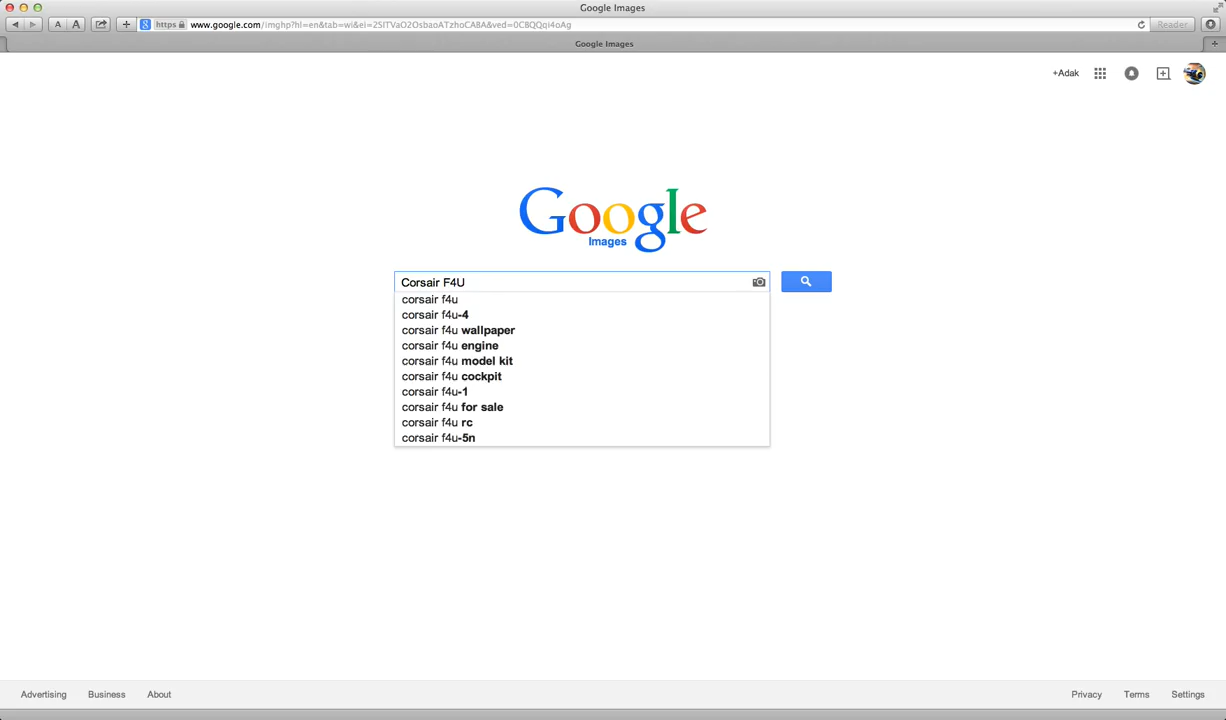 Google Images
A A
https www.google.com/imghp?hl=en&tab=wi&ei=2SITVaO2OsbaoATzhoCABA&ved=0CBQQqi4oAg
Reader
Google Images
+Adak
Google
Images
Corsair F4U
corsair f4u
corsair f4u-4
corsair f4u wallpaper
corsair f4u engine
corsair f4u model kit
corsair f4u cockpit
corsair f4u-1
corsair f4u for sale
corsair f4u rc
corsair f4u-5n
Advertising Business About Privacy Terms Settings